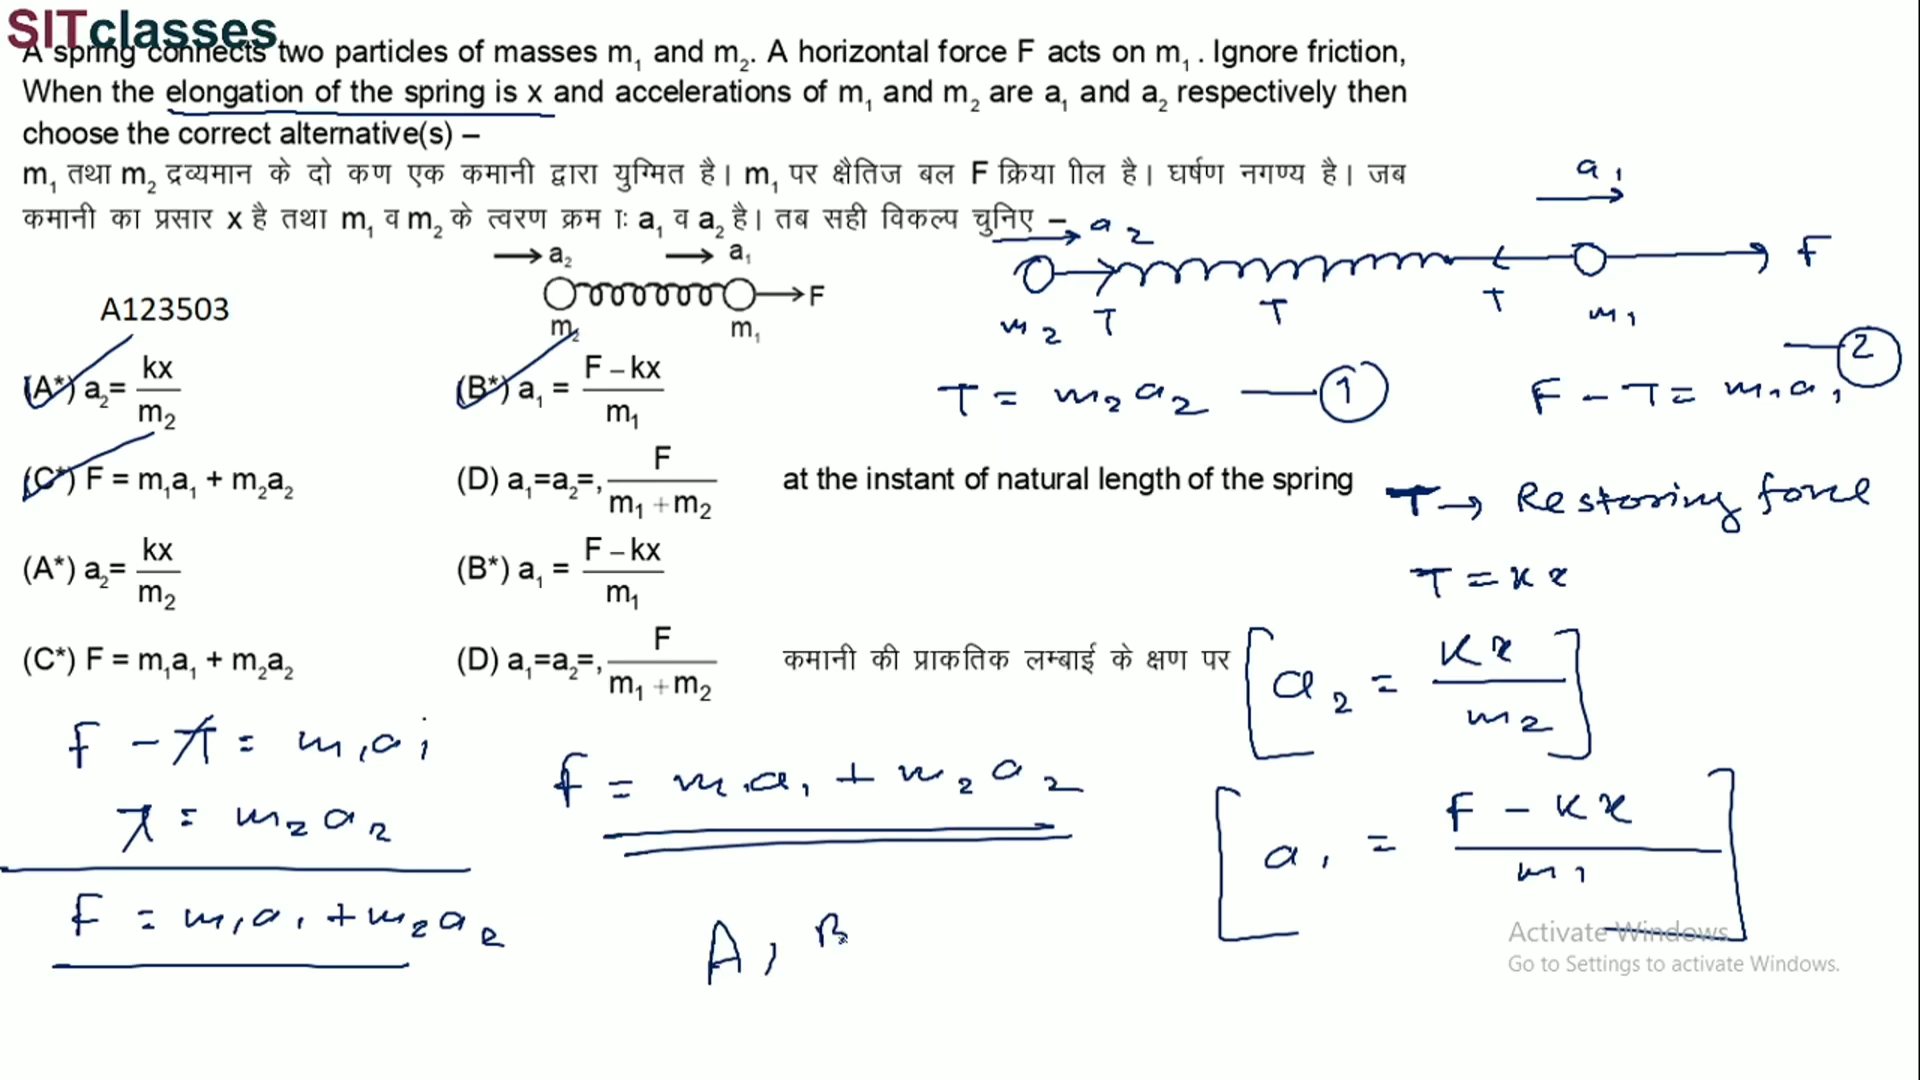 SITclasses
A spring connects two particles of masses m₁ and m₂. A horizontal force F acts on m₁. Ignore friction,
When the elongation of the spring is x and accelerations of m₁ and m₂ are a₁ and a₂ respectively then
choose the correct alternative(s) –
m₁ तथा m₂ द्रव्यमान के दो कण एक कमानी द्वारा युग्मित है। m₁ पर क्षैतिज बल F क्रिया ाील है। घर्षण नगण्य है। जब
कमानी का प्रसार x है तथा m₁ व m₂ के त्वरण क्रम ाः a₁ व a₂ है। तब सही विकल्प चुनिए –
a₂ a₁
F
m₂ m₁
A123503
a₁
a₂
F
T T T
m₂ m₁
(A*) a₂= kx/m₂ (B*) a₁ = (F – kx)/m₁
T = m₂a₂ — 1
F – T = m₁a₁ — 2
(C*) F = m₁a₁ + m₂a₂ (D) a₁=a₂=, F/(m₁ + m₂) at the instant of natural length of the spring
T → Restoring force
(A*) a₂= kx/m₂ (B*) a₁ = (F – kx)/m₁
T = kx
(C*) F = m₁a₁ + m₂a₂ (D) a₁=a₂=, F/(m₁ + m₂) कमानी की प्राकतिक लम्बाई के क्षण पर
[a₂ = kx/m₂]
F – T = m₁a₁
T = m₂a₂
F = m₁a₁ + m₂a₂
F = m₁a₁ + m₂a₂
[a₁ = (F – kx)/m₁]
A, B
Activate Windows
Go to Settings to activate Windows.